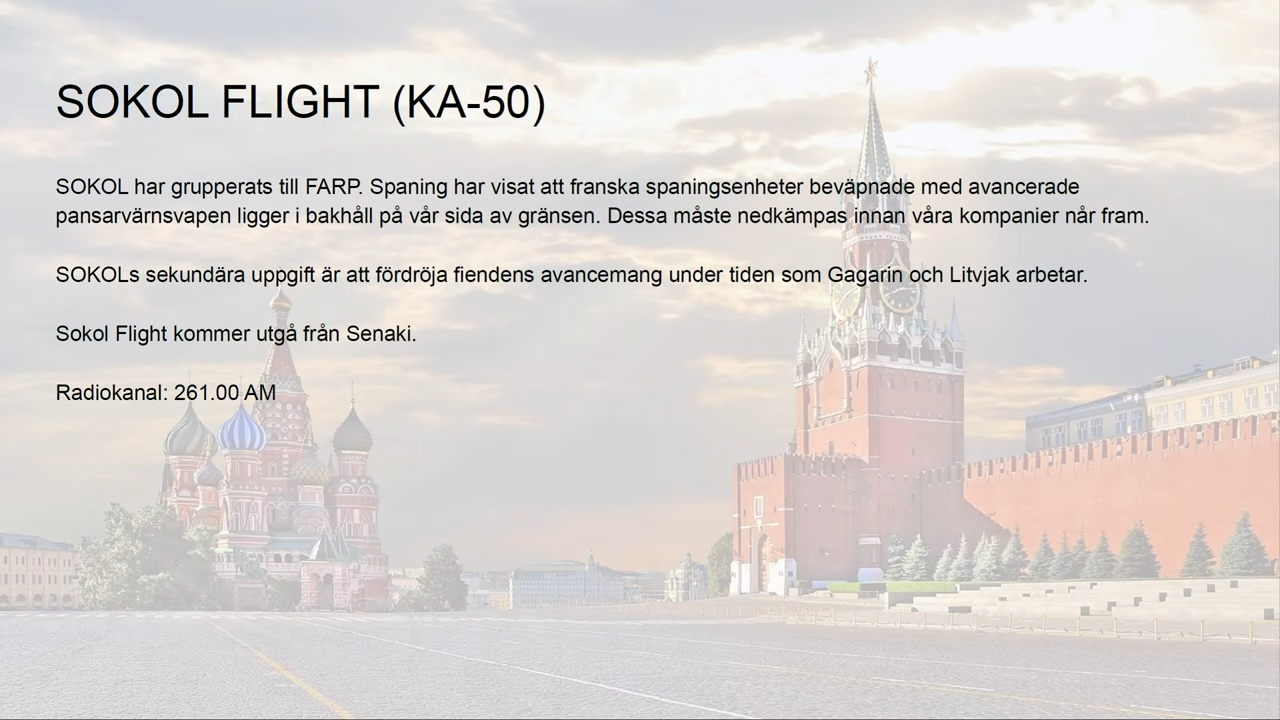 SOKOL FLIGHT (KA-50)
SOKOL har grupperats till FARP. Spaning har visat att franska spaningsenheter beväpnade med avancerade
pansarvärnsvapen ligger i bakhåll på vår sida av gränsen. Dessa måste nedkämpas innan våra kompanier når fram.
SOKOLs sekundära uppgift är att fördröja fiendens avancemang under tiden som Gagarin och Litvjak arbetar.
Sokol Flight kommer utgå från Senaki.
Radiokanal: 261.00 AM